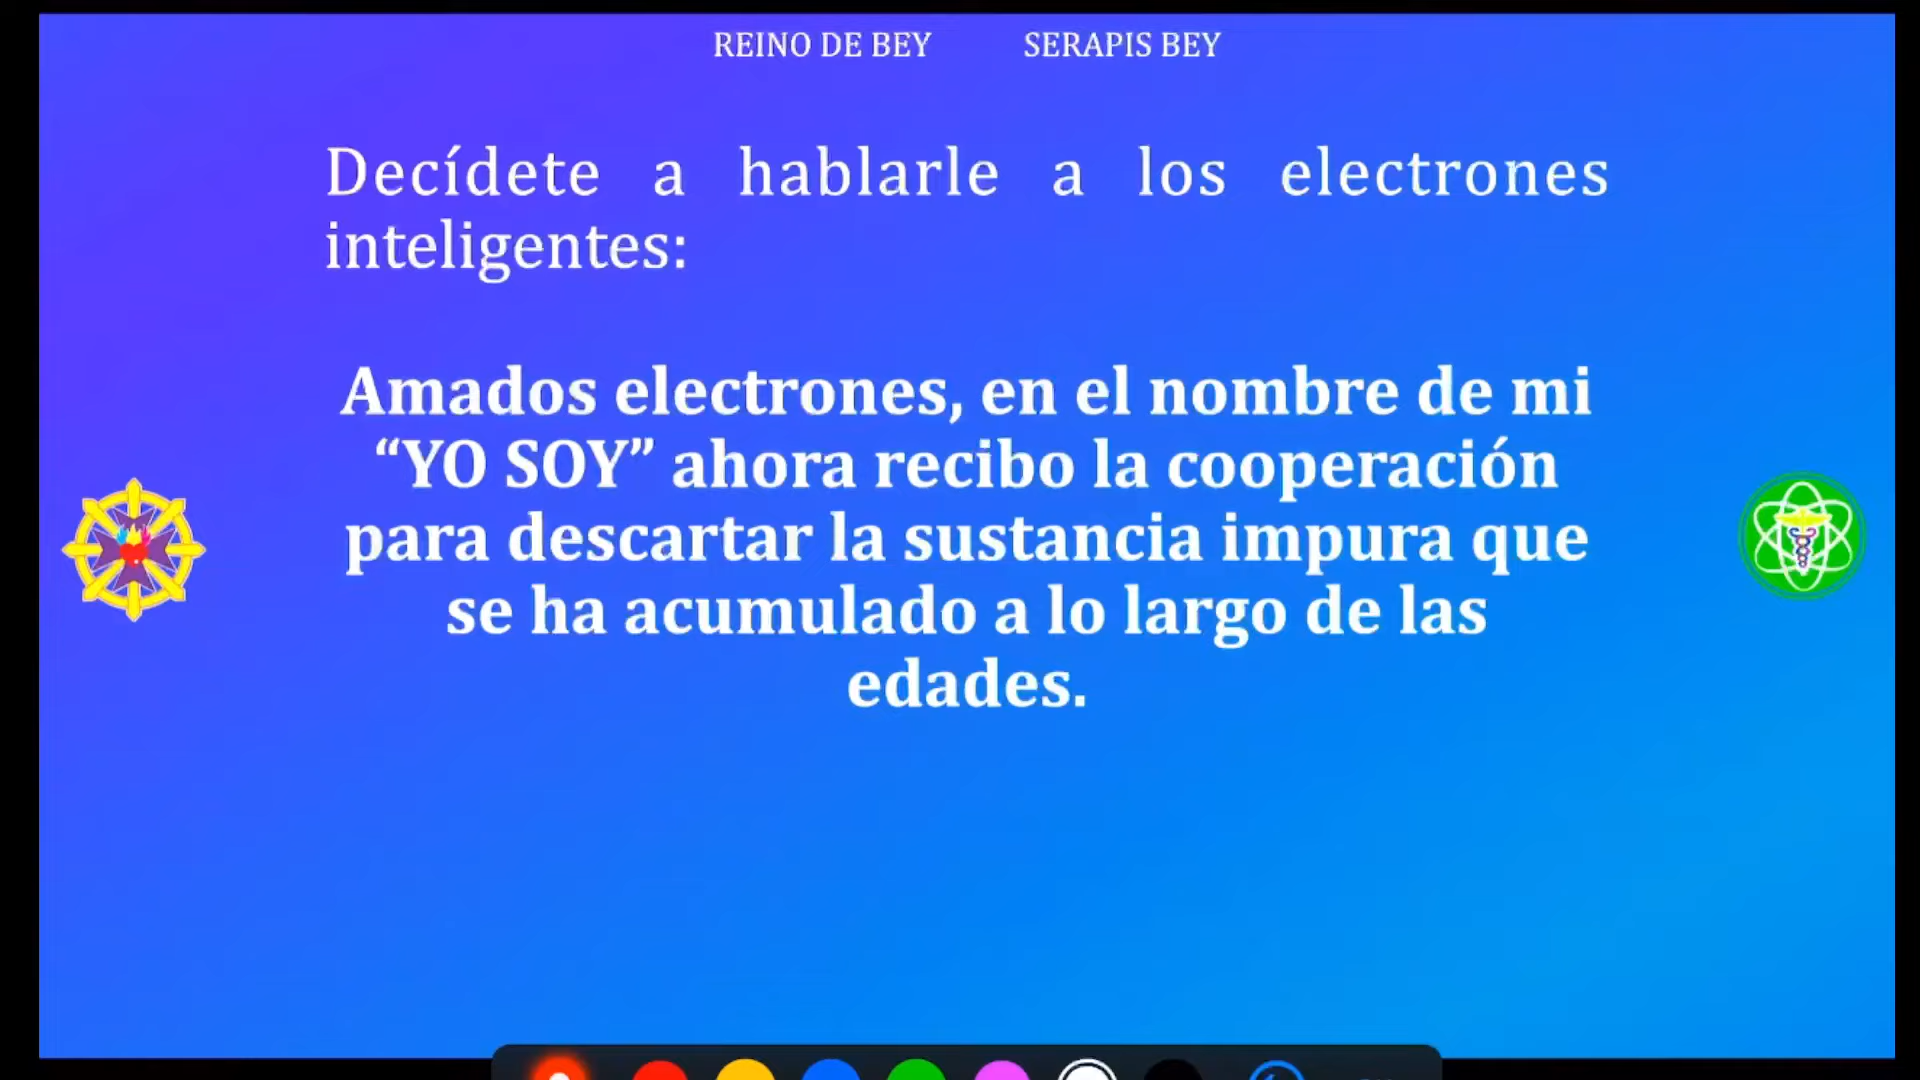 REINO DE BEY SERAPIS BEY
Decídete a hablarle a los electrones
inteligentes:
Amados electrones, en el nombre de mi
“YO SOY” ahora recibo la cooperación
para descartar la sustancia impura que
se ha acumulado a lo largo de las
edades.